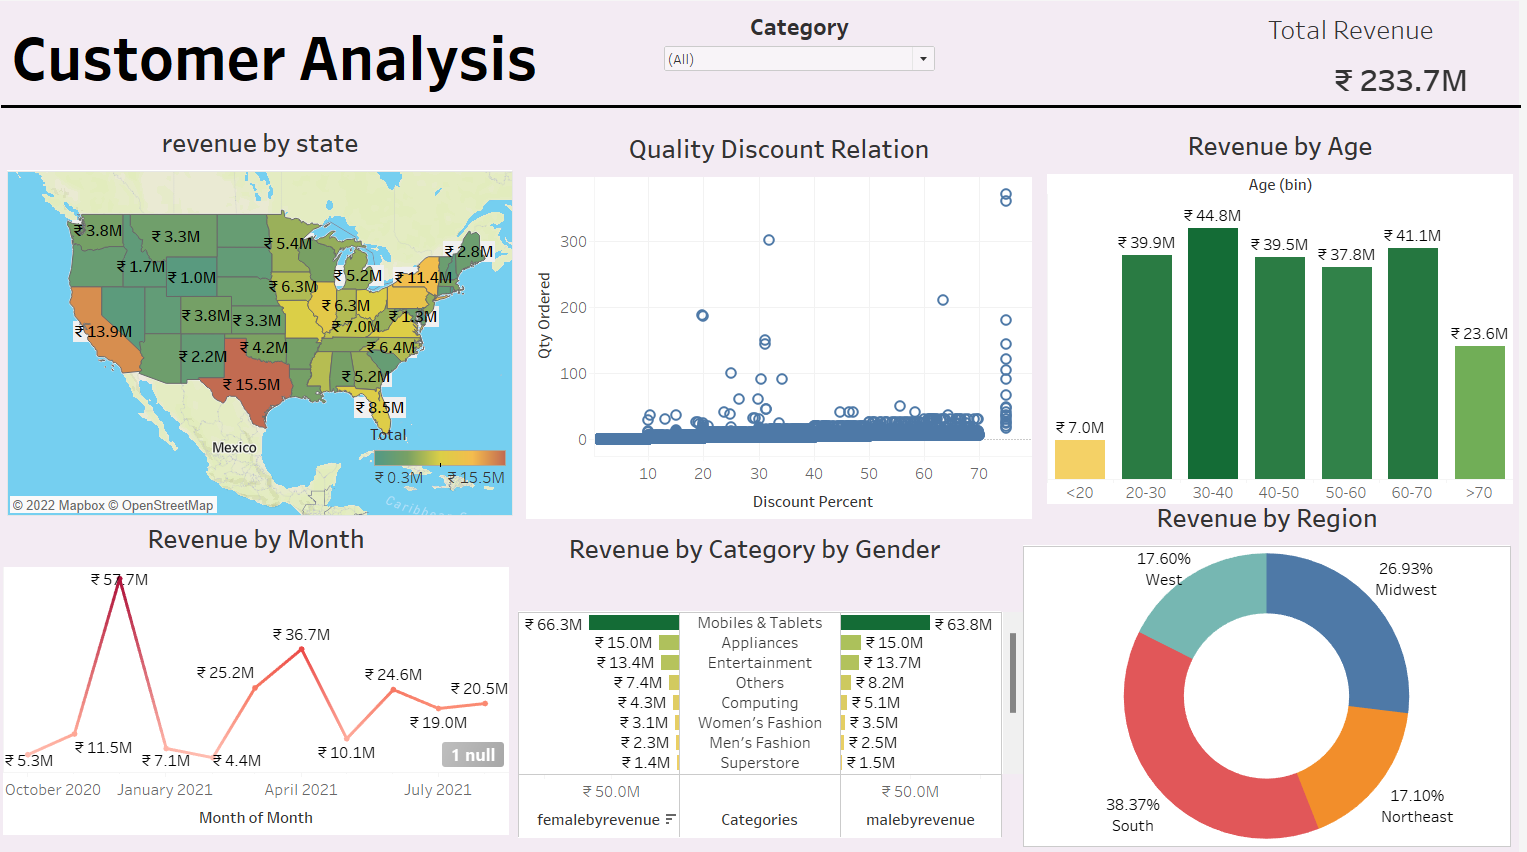 Customer Analysis
Category
(All)
Total Revenue
₹ 233.7M
revenue by state
₹ 3.8M
₹ 3.3M
₹ 5.4M
₹ 2.8M
₹ 1.7M
₹ 1.0M
₹ 5.2M
₹ 11.4M
₹ 6.3M
₹ 6.3M
₹ 3.8M
₹ 3.3M
₹ 7.0M
₹ 1.3M
₹ 13.9M
₹ 2.2M
₹ 4.2M
₹ 6.4M
₹ 15.5M
₹ 5.2M
₹ 8.5M
Mexico
Total
₹ 0.3M
₹ 15.5M
© 2022 Mapbox © OpenStreetMap
Quality Discount Relation
Qty Ordered
300
200
100
0
10 20 30 40 50 60 70
Discount Percent
Revenue by Age
Age (bin)
₹ 7.0M
₹ 39.9M
₹ 44.8M
₹ 39.5M
₹ 37.8M
₹ 41.1M
₹ 23.6M
<20 20-30 30-40 40-50 50-60 60-70 >70
Revenue by Month
₹ 5.3M
₹ 11.5M
₹ 57.7M
₹ 7.1M
₹ 4.4M
₹ 25.2M
₹ 36.7M
₹ 10.1M
₹ 24.6M
₹ 19.0M
₹ 20.5M
1 null
October 2020 January 2021 April 2021 July 2021
Month of Month
Revenue by Category by Gender
₹ 66.3M Mobiles & Tablets ₹ 63.8M
₹ 15.0M Appliances ₹ 15.0M
₹ 13.4M Entertainment ₹ 13.7M
₹ 7.4M Others ₹ 8.2M
₹ 4.3M Computing ₹ 5.1M
₹ 3.1M Women's Fashion ₹ 3.5M
₹ 2.3M Men's Fashion ₹ 2.5M
₹ 1.4M Superstore ₹ 1.5M
₹ 50.0M ₹ 50.0M
femalebyrevenue Categories malebyrevenue
Revenue by Region
17.60%
West
26.93%
Midwest
38.37%
South
17.10%
Northeast